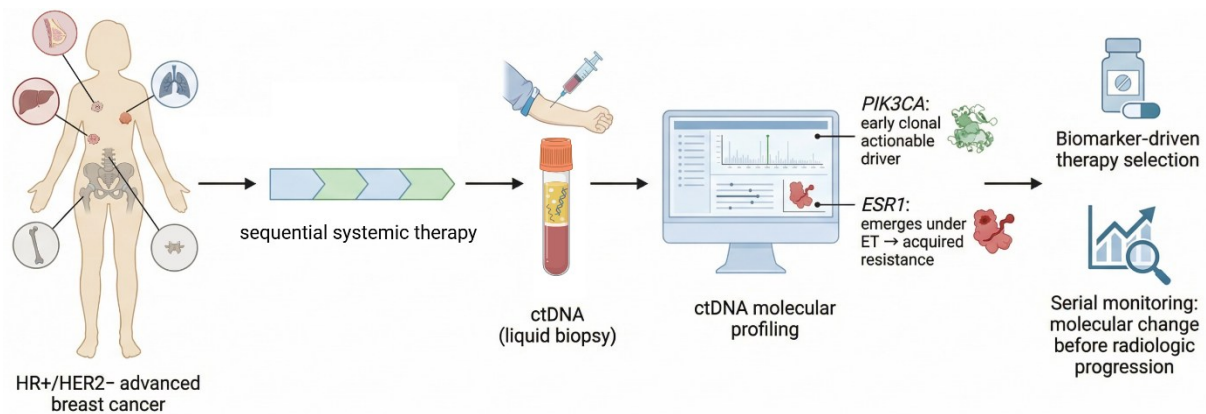 HR+/HER2− advanced
breast cancer
sequential systemic therapy
ctDNA
(liquid biopsy)
ctDNA molecular
profiling
PIK3CA:
early clonal
actionable
driver
ESR1:
emerges under
ET → acquired
resistance
Biomarker-driven
therapy selection
Serial monitoring:
molecular change
before radiologic
progression